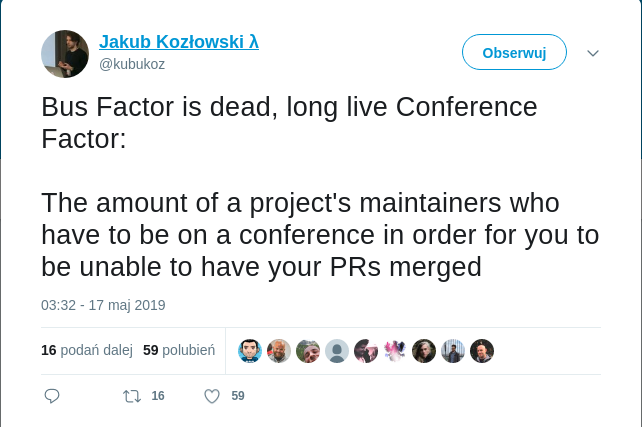 Jakub Kozłowski λ
@kubukoz
Obserwuj
Bus Factor is dead, long live Conference
Factor:
The amount of a project's maintainers who
have to be on a conference in order for you to
be unable to have your PRs merged
03:32 - 17 maj 2019
16 podań dalej 59 polubień
16 59